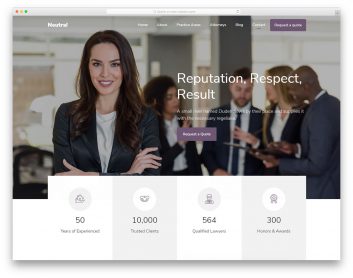 Neutral
Home About Practice Areas Attorneys Blog Contact Request a quote
Reputation, Respect,
Result
A small river named Duden flows by their place and supplies it
with the necessary regelialia.
Request a Quote
50
Years of Experienced
10,000
Trusted Clients
564
Qualified Lawyers
300
Honors & Awards